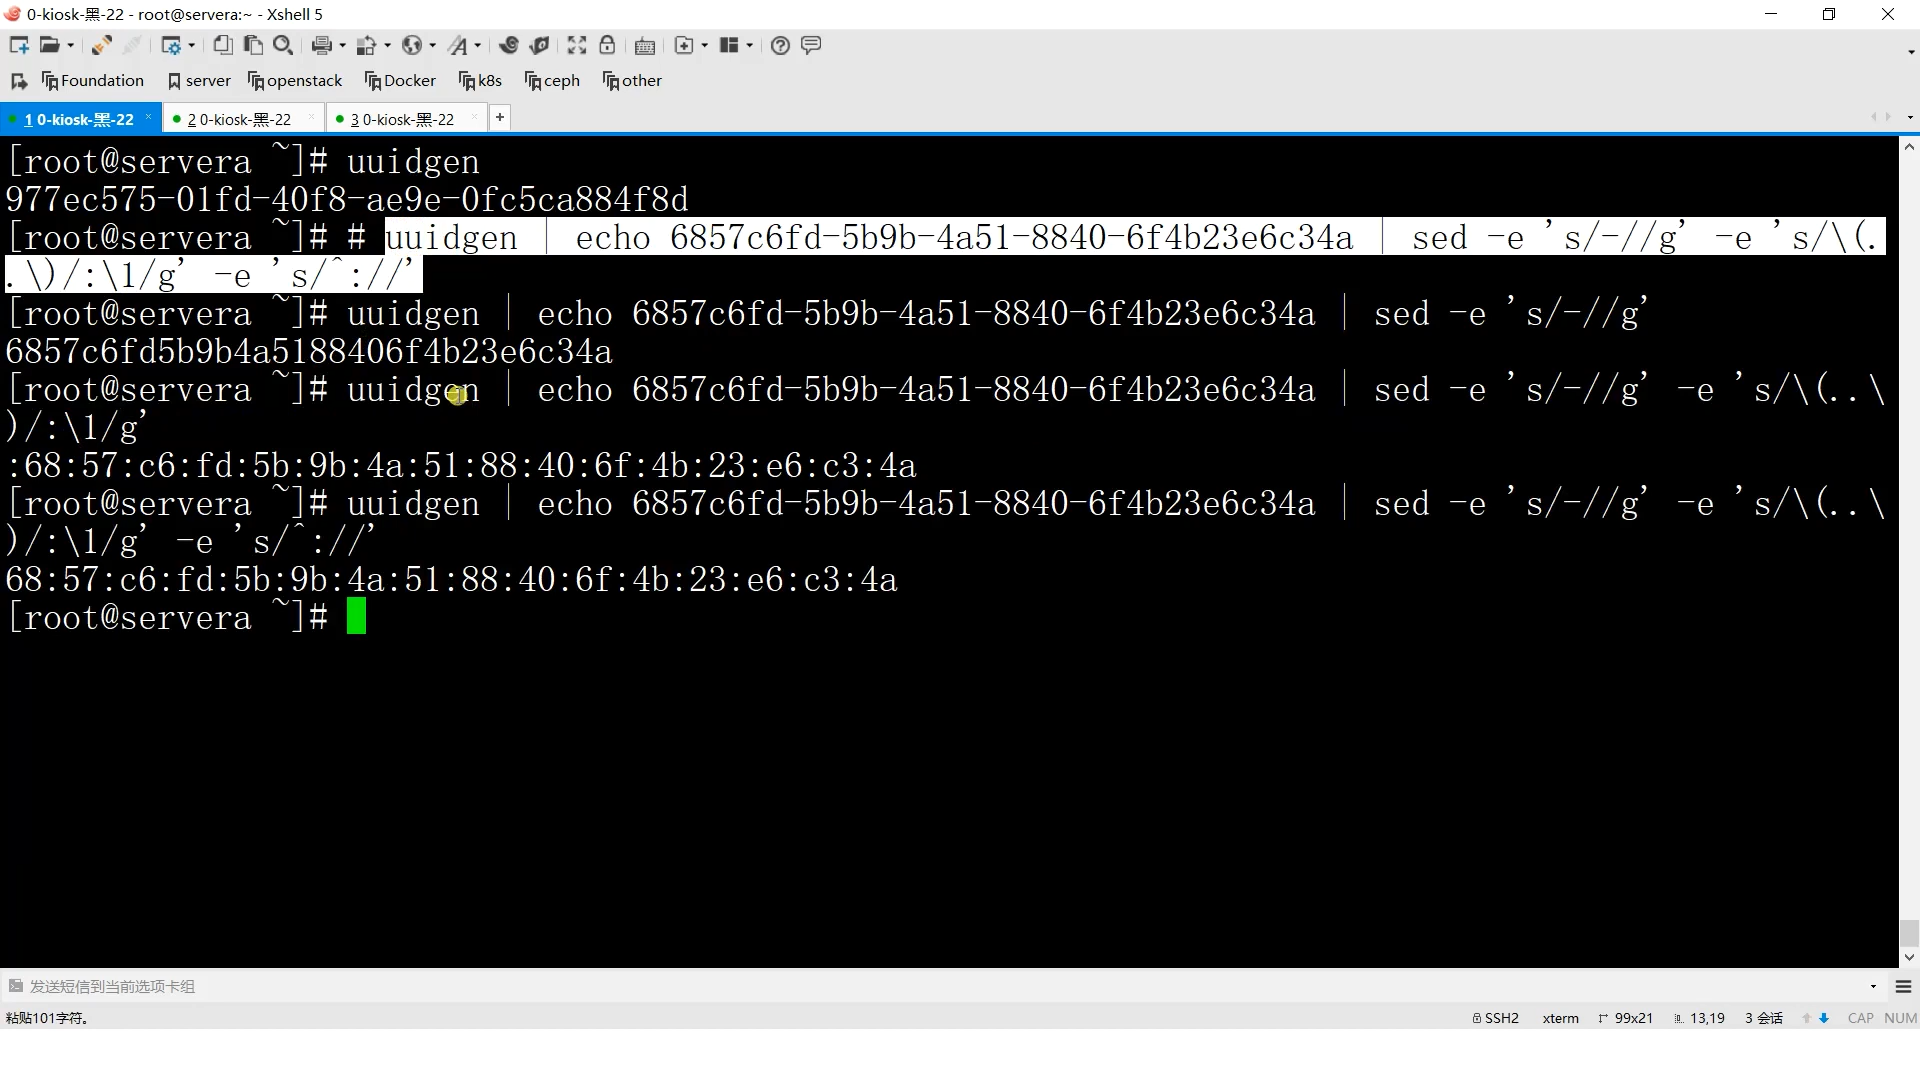 0-kiosk-黑-22 - root@servera:~ - Xshell 5
Foundation server openstack Docker k8s ceph other
1 0-kiosk-黑-22 × 2 0-kiosk-黑-22 × 3 0-kiosk-黑-22 × +
[root@servera ~]# uuidgen
977ec575-01fd-40f8-ae9e-0fc5ca884f8d
[root@servera ~]# # uuidgen | echo 6857c6fd-5b9b-4a51-8840-6f4b23e6c34a | sed -e 's/-//g' -e 's/\(.
.\)/:\1/g' -e 's/^://'
[root@servera ~]# uuidgen | echo 6857c6fd-5b9b-4a51-8840-6f4b23e6c34a | sed -e 's/-//g'
6857c6fd5b9b4a5188406f4b23e6c34a
[root@servera ~]# uuidgen | echo 6857c6fd-5b9b-4a51-8840-6f4b23e6c34a | sed -e 's/-//g' -e 's/\(..\
)/:\1/g'
:68:57:c6:fd:5b:9b:4a:51:88:40:6f:4b:23:e6:c3:4a
[root@servera ~]# uuidgen | echo 6857c6fd-5b9b-4a51-8840-6f4b23e6c34a | sed -e 's/-//g' -e 's/\(..\
)/:\1/g' -e 's/^://'
68:57:c6:fd:5b:9b:4a:51:88:40:6f:4b:23:e6:c3:4a
[root@servera ~]#
发送短信到当前选项卡组
粘贴101字符。 SSH2 xterm 99x21 13,19 3 会话 CAP NUM